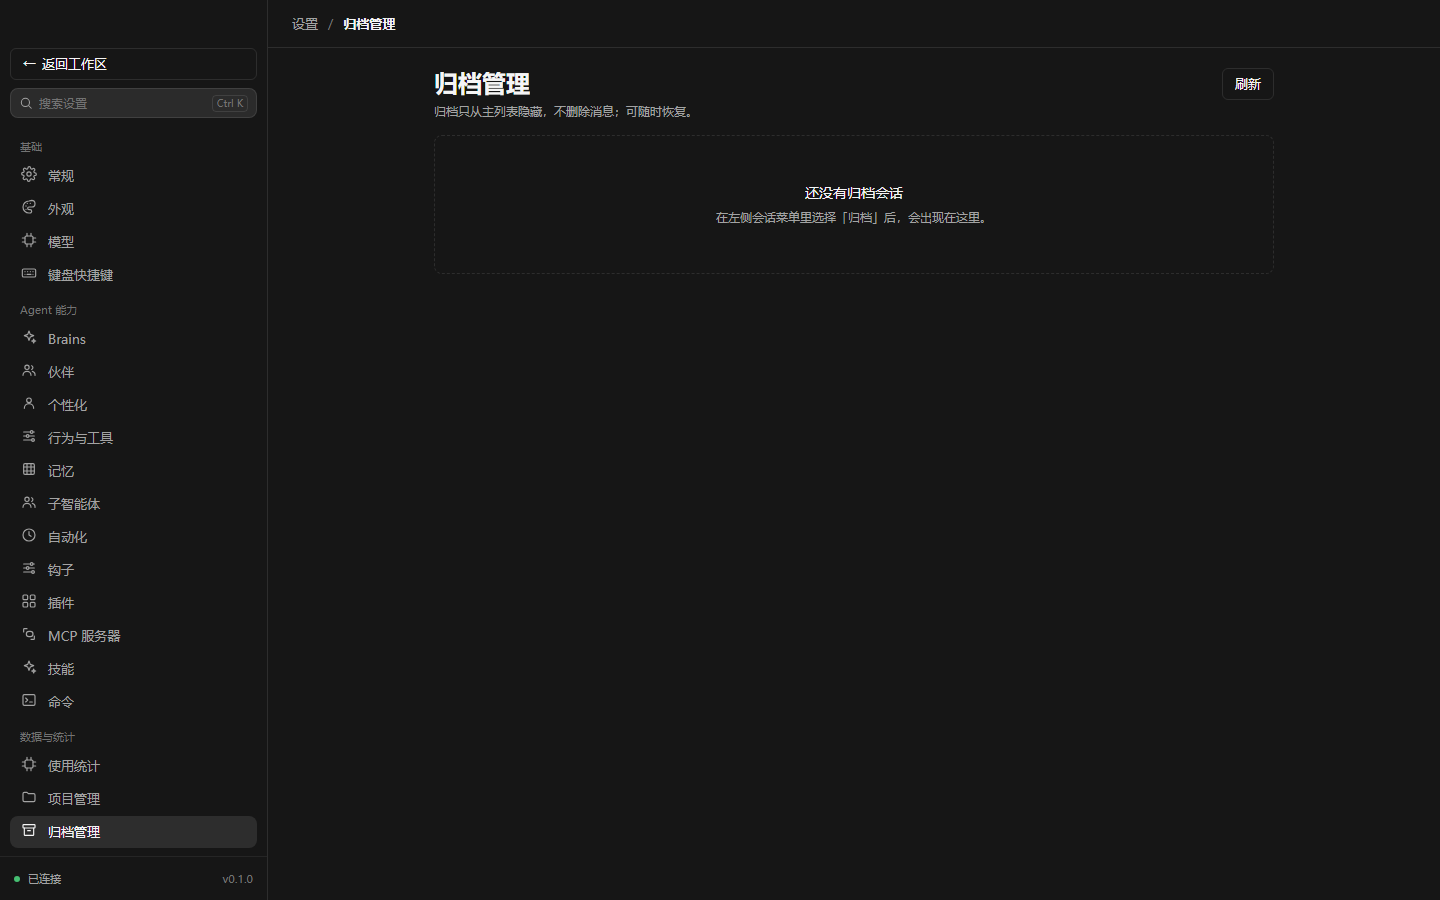 ← 返回工作区
搜索设置 Ctrl K
基础
常规
外观
模型
键盘快捷键
Agent 能力
Brains
伙伴
个性化
行为与工具
记忆
子智能体
自动化
钩子
插件
MCP 服务器
技能
命令
数据与统计
使用统计
项目管理
归档管理
已连接 v0.1.0
设置 / 归档管理
归档管理
刷新
归档只从主列表隐藏，不删除消息；可随时恢复。
还没有归档会话
在左侧会话菜单里选择「归档」后，会出现在这里。